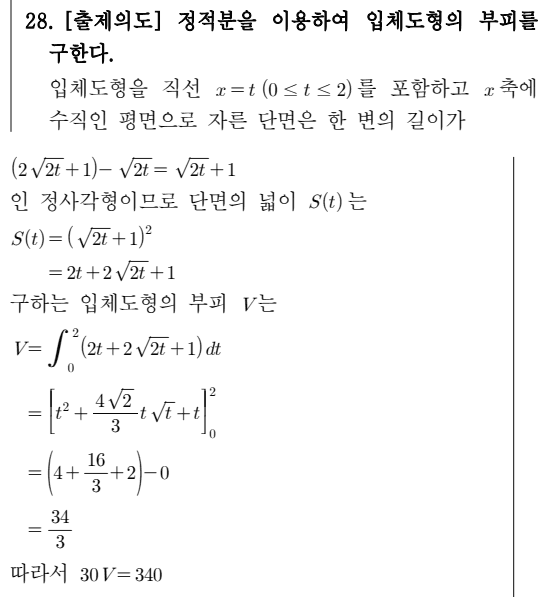 28. [출제의도] 정적분을 이용하여 입체도형의 부피를
구한다.
입체도형을 직선 x=t (0≤t≤2)를 포함하고 x축에
수직인 평면으로 자른 단면은 한 변의 길이가
(2√(2t)+1)-√(2t)=√(2t)+1
인 정사각형이므로 단면의 넓이 S(t)는
S(t)=(√(2t)+1)²
=2t+2√(2t)+1
구하는 입체도형의 부피 V는
V=∫₀²(2t+2√(2t)+1)dt
=[t²+(4√2/3)t√t+t]₀²
=(4+16/3+2)-0
=34/3
따라서 30V=340